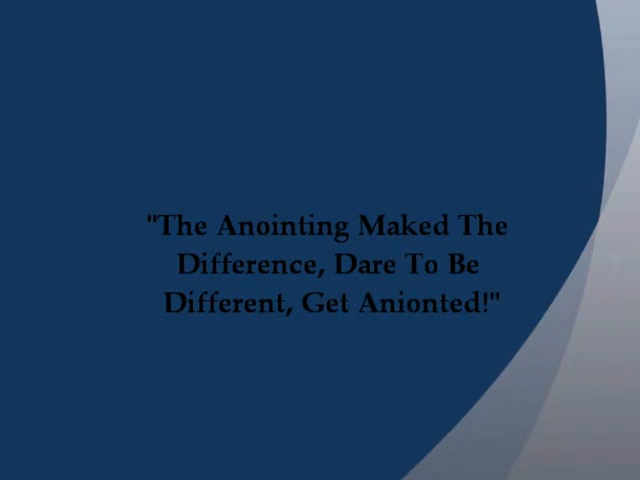 "The Anointing Maked The
Difference, Dare To Be
Different, Get Anionted!"